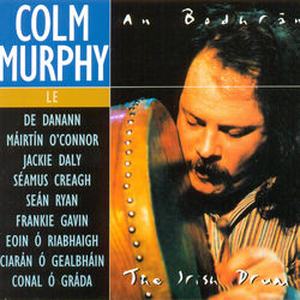 COLM
MURPHY
LE
DE DANANN
MÁIRTÍN O'CONNOR
JACKIE DALY
SÉAMUS CREAGH
SEÁN RYAN
FRANKIE GAVIN
EOIN Ó RIABHAIGH
CIARÁN Ó GEALBHÁIN
CONAL Ó GRÁDA
An Bodhrán
The Irish Drum